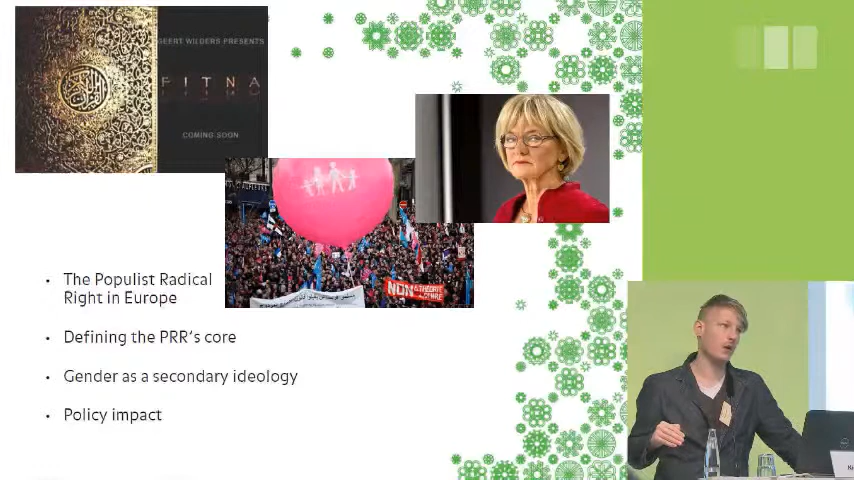 GEERT WILDERS PRESENTS
FITNA
COMING SOON
NON
The Populist Radical
Right in Europe
Defining the PRR's core
Gender as a secondary ideology
Policy impact